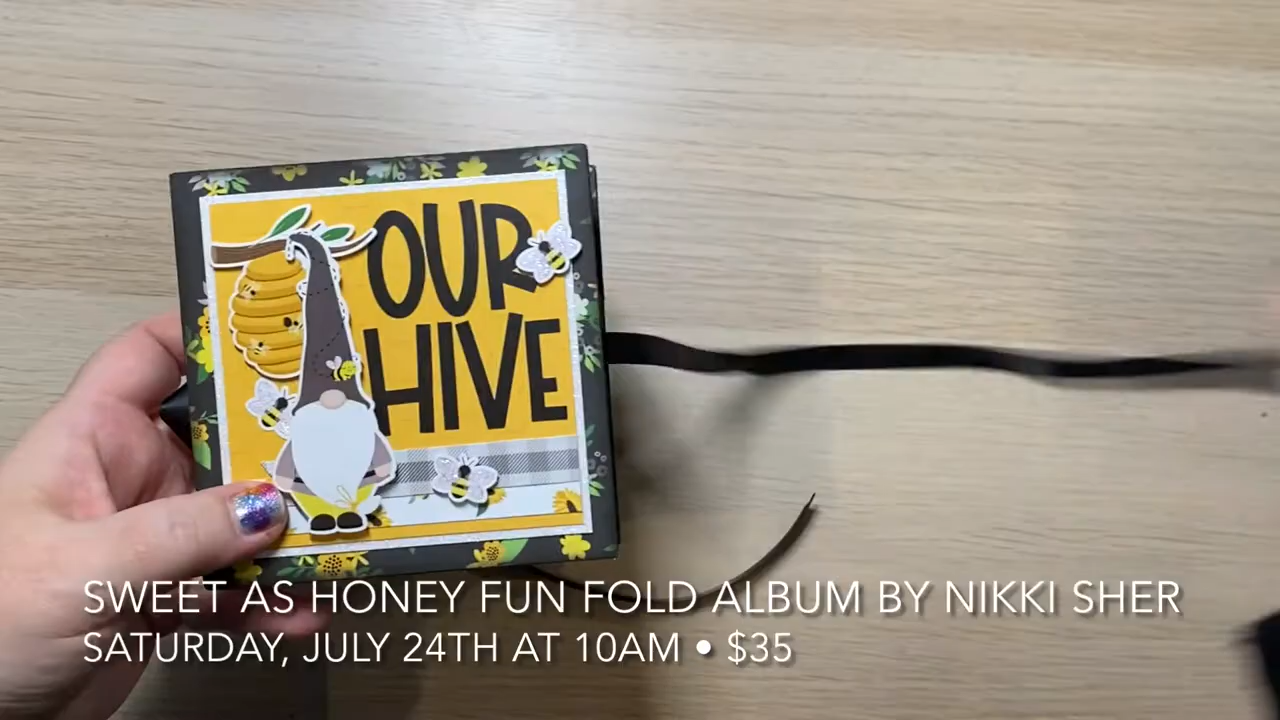 OUR
HIVE
SWEET AS HONEY FUN FOLD ALBUM BY NIKKI SHER
SATURDAY, JULY 24TH AT 10AM • $35